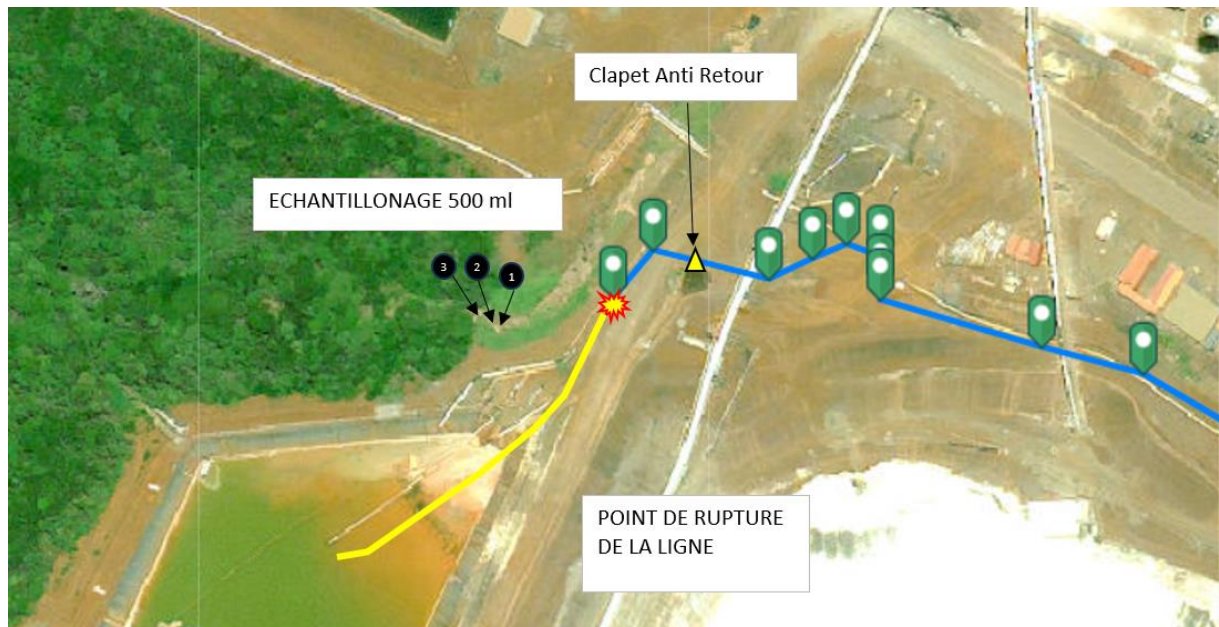 Clapet Anti Retour
ECHANTILLONAGE 500 ml
3 2 1
POINT DE RUPTURE
DE LA LIGNE